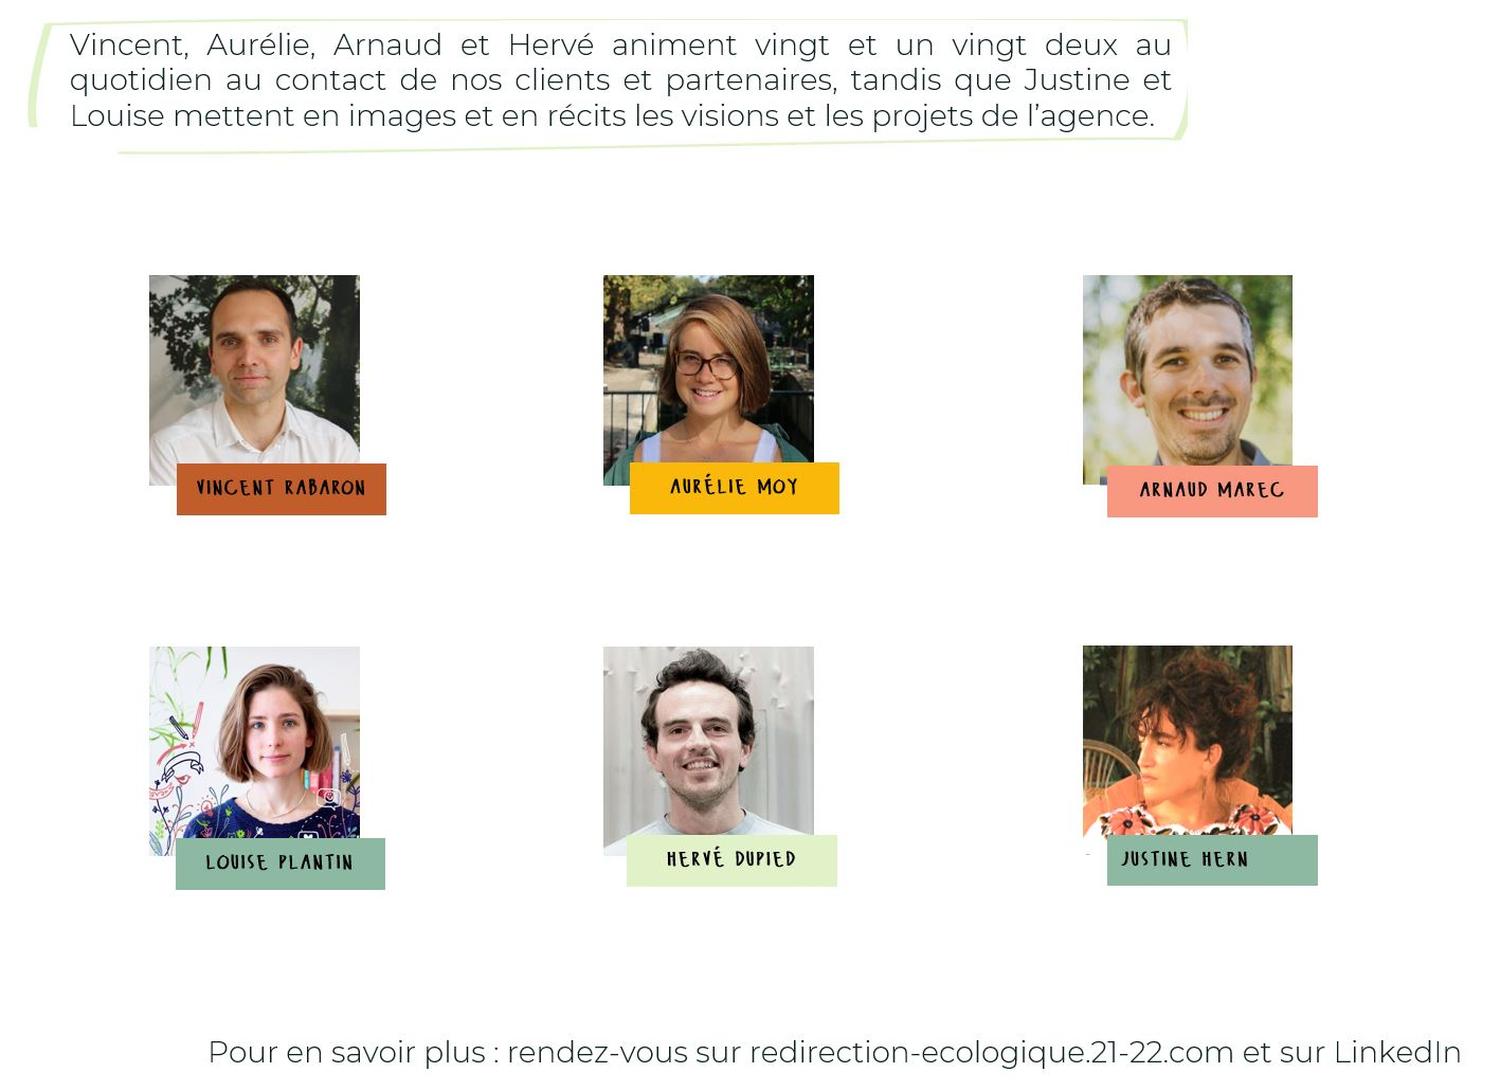 Vincent, Aurélie, Arnaud et Hervé animent vingt et un vingt deux au
quotidien au contact de nos clients et partenaires, tandis que Justine et
Louise mettent en images et en récits les visions et les projets de l’agence.
VINCENT RABARON
AURÉLIE MOY
ARNAUD MAREC
LOUISE PLANTIN
HERVÉ DUPIED
JUSTINE HERN
Pour en savoir plus : rendez-vous sur redirection-ecologique.21-22.com et sur LinkedIn